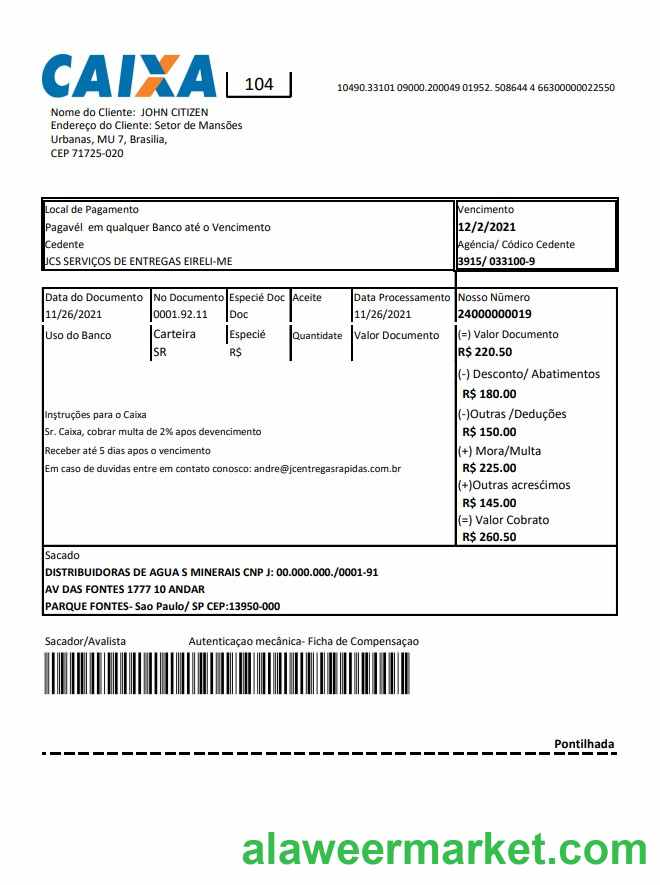 CAIXA
104
10490.33101 09000.200049 01952. 508644 4 66300000022550
Nome do Cliente: JOHN CITIZEN
Endereço do Cliente: Setor de Mansões
Urbanas, MU 7, Brasilia,
CEP 71725-020
Local de Pagamento
Pagavél em qualquer Banco até o Vencimento
Cedente
JCS SERVIÇOS DE ENTREGAS EIRELI-ME
Vencimento
12/2/2021
Agéncia/ Códico Cedente
3915/ 033100-9
Data do Documento No Documento Especié Doc Aceite Data Processamento Nosso Número
11/26/2021 0001.92.11 Doc 11/26/2021 24000000019
Uso do Banco Carteira Especié Quantidate Valor Documento (=) Valor Documento
SR R$ R$ 220.50
(-) Desconto/ Abatimentos
R$ 180.00
Inștruções para o Caixa (-)Outras /Deduções
Sr. Caixa, cobrar multa de 2% apos devencimento R$ 150.00
Receber até 5 dias apos o vencimento (+) Mora/Multa
Em caso de duvidas entre em contato conosco: andre@jcentregasrapidas.com.br R$ 225.00
(+)Outras acresćimos
R$ 145.00
(=) Valor Cobrato
R$ 260.50
Sacado
DISTRIBUIDORAS DE AGUA S MINERAIS CNP J: 00.000.000./0001-91
AV DAS FONTES 1777 10 ANDAR
PARQUE FONTES- Sao Paulo/ SP CEP:13950-000
Sacador/Avalista Autenticaçao mecânica- Ficha de Compensaçao
Pontilhada
alaweermarket.com